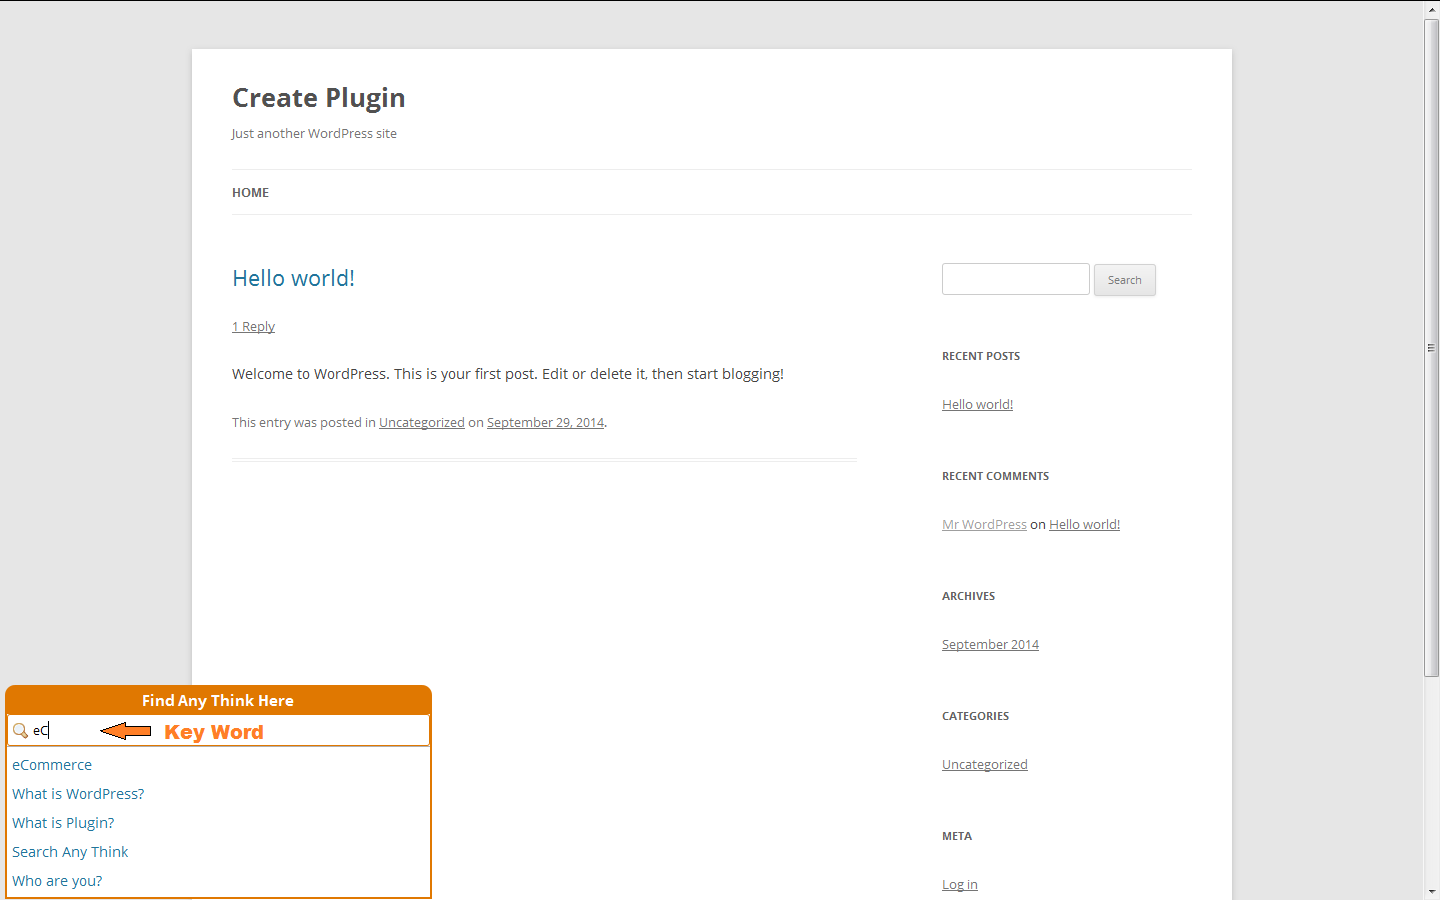 Create Plugin
Just another WordPress site
HOME
Hello world!
1 Reply
Welcome to WordPress. This is your first post. Edit or delete it, then start blogging!
This entry was posted in Uncategorized on September 29, 2014.
Search
RECENT POSTS
Hello world!
RECENT COMMENTS
Mr WordPress on Hello world!
ARCHIVES
September 2014
CATEGORIES
Uncategorized
META
Log in
Find Any Think Here
eC
Key Word
eCommerce
What is WordPress?
What is Plugin?
Search Any Think
Who are you?